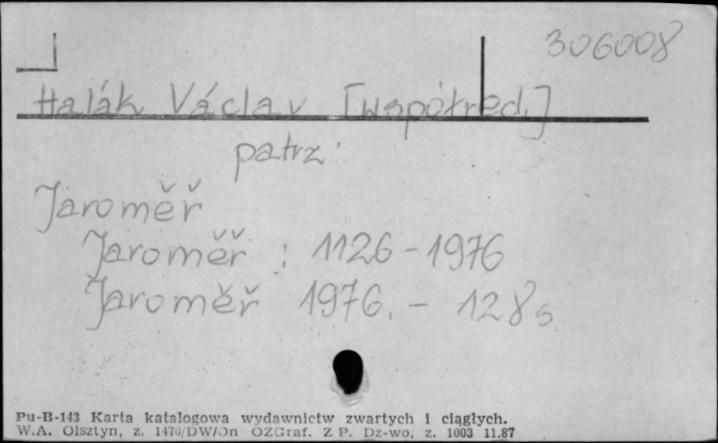 306008
Halák Václav [współred.]
patrz:
Jaroměř
Jaroměř : 1126-1976
Jaroměř 1976. - 128s
Pu-B-143 Karta katalogowa wydawnictw zwartych i ciągłych.
W.A. Olsztyn, z. 1470/DW/On OZGraf. Z P. Dz-wo, z. 1003 11.87